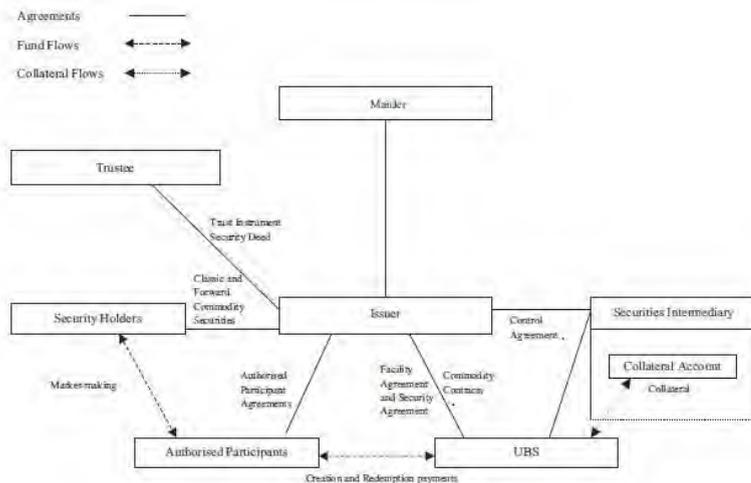 Agreements
Fund Flows
Collateral Flows
Manler
Trustee
Trust Instrument
Security Deed
Classic and
Forward
Commodity
Securities
Security Holders
Issuer
Securities Intermediary
Control
Agreement
Collateral Account
Collateral
Market-making
Authorised
Participant
Agreements
Facility
Agreement
and Security
Agreement
Commodity
Contracts
Authorised Participants
UBS
Creation and Redemption payments